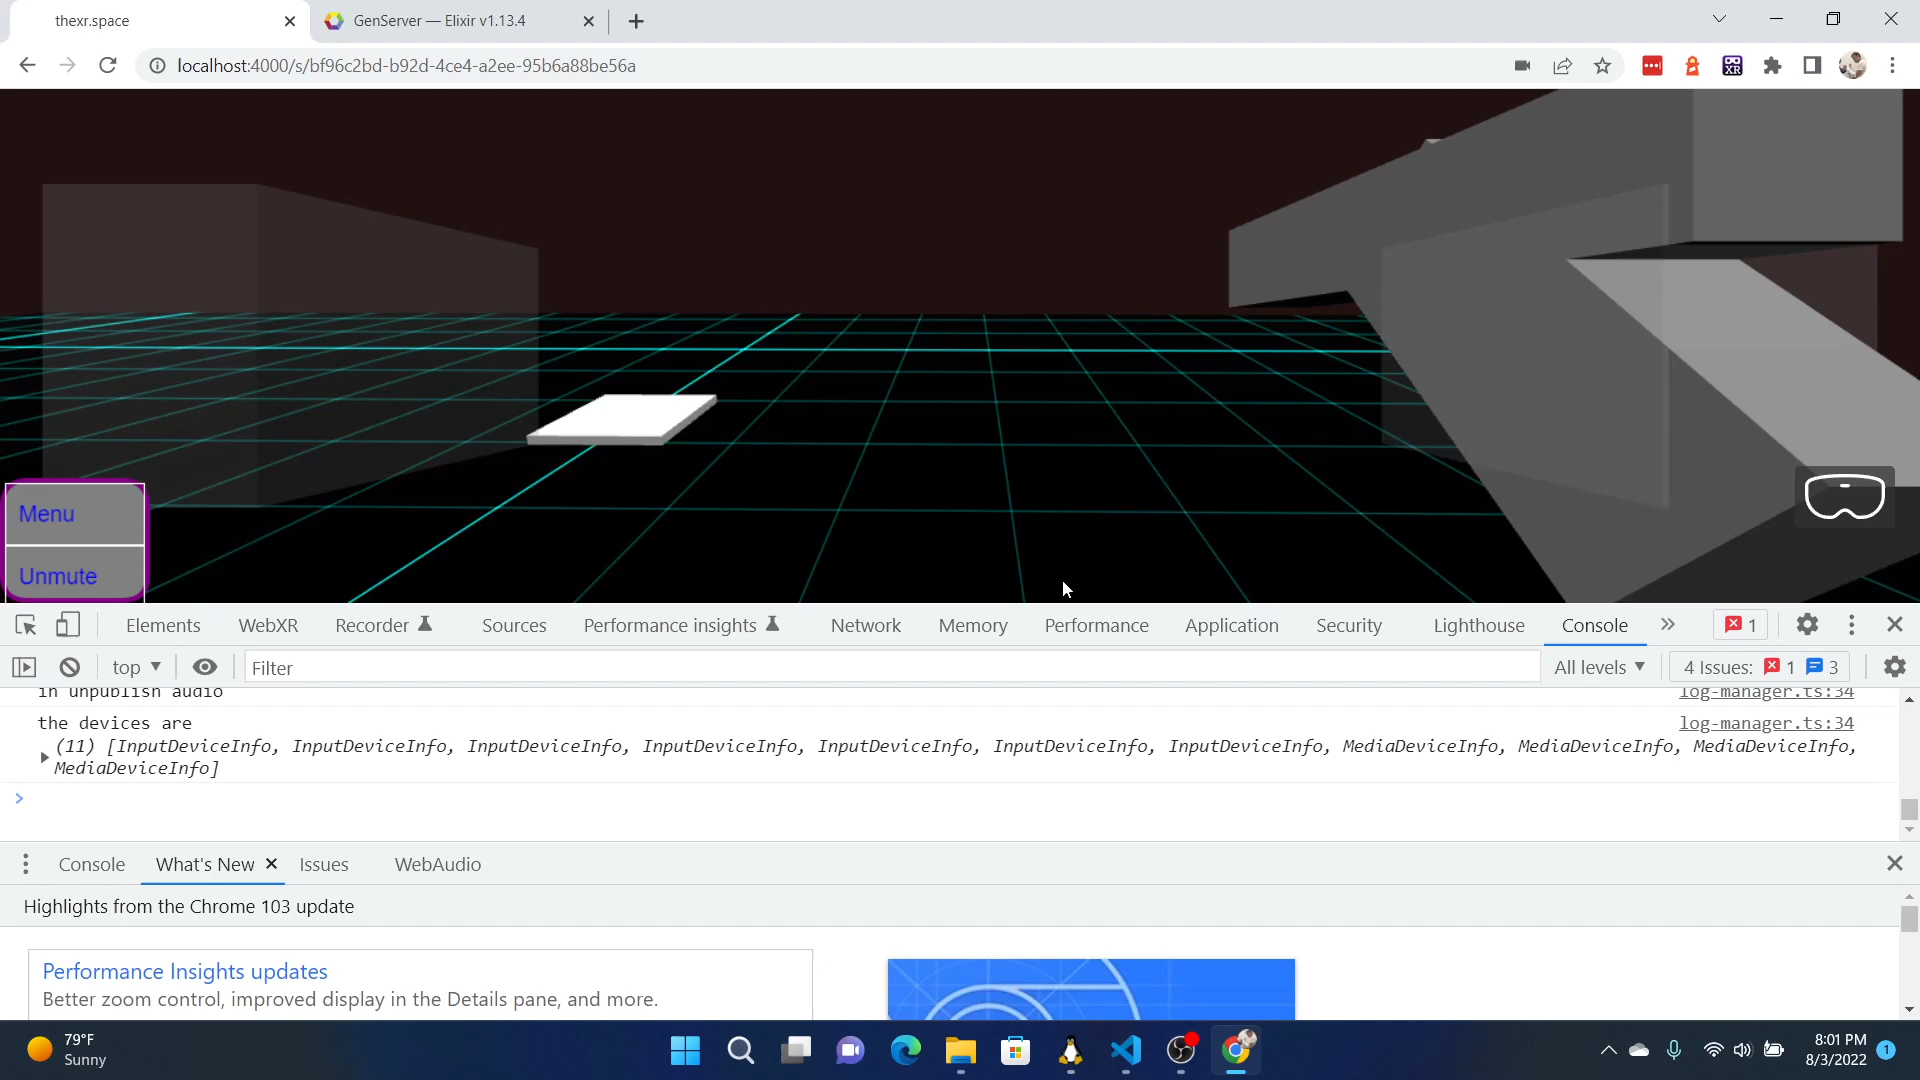 thexr.space
GenServer — Elixir v1.13.4
localhost:4000/s/bf96c2bd-b92d-4ce4-a2ee-95b6a88be56a
XR
Menu
Unmute
Elements WebXR Recorder Sources Performance insights Network Memory Performance Application Security Lighthouse Console 1
top Filter All levels 4 Issues: 1 3
in unpublish audio log-manager.ts:34
the devices are log-manager.ts:34
(11) [InputDeviceInfo, InputDeviceInfo, InputDeviceInfo, InputDeviceInfo, InputDeviceInfo, InputDeviceInfo, InputDeviceInfo, MediaDeviceInfo, MediaDeviceInfo, MediaDeviceInfo,
MediaDeviceInfo]
Console What's New Issues WebAudio
Highlights from the Chrome 103 update
Performance Insights updates
Better zoom control, improved display in the Details pane, and more.
79°F
Sunny
8:01 PM
8/3/2022
1